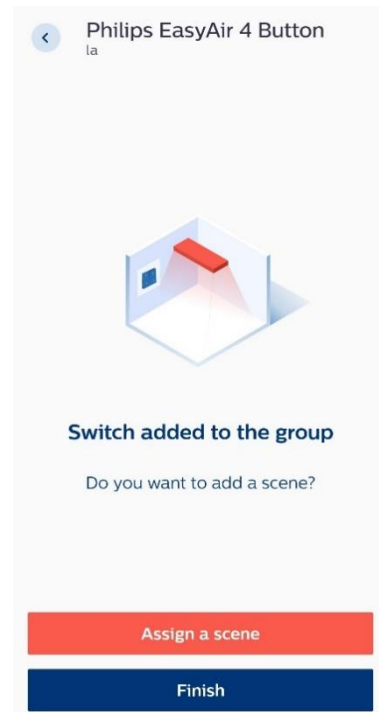 Philips EasyAir 4 Button
la
Switch added to the group
Do you want to add a scene?
Assign a scene
Finish